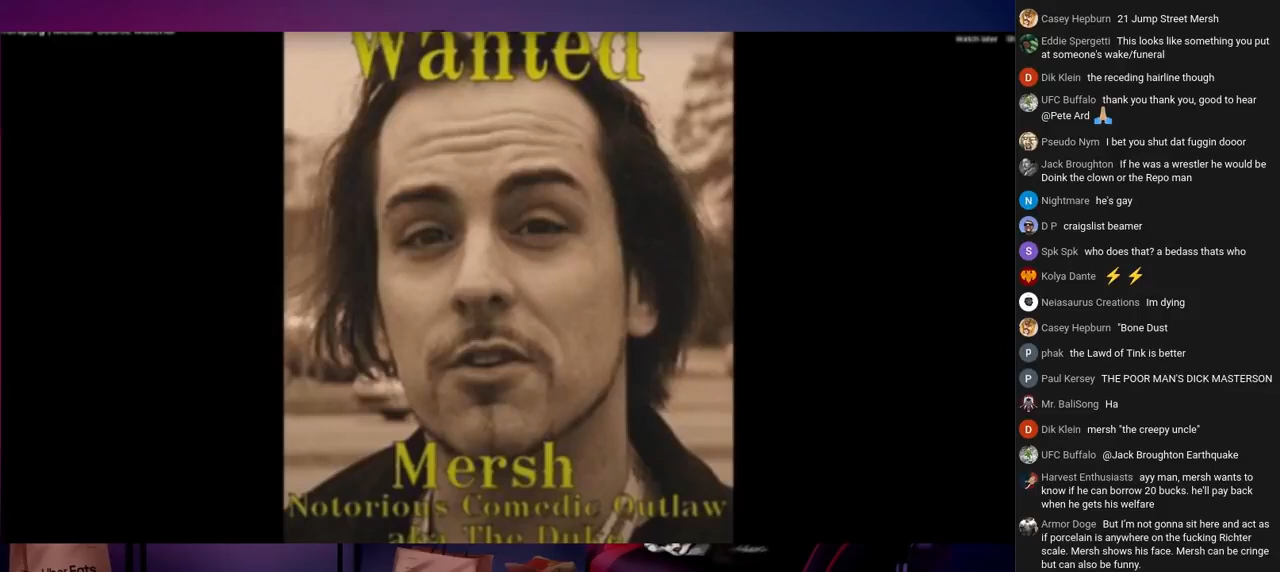 Watch later
Wanted
Mersh
Notorious Comedic Outlaw
aka The Duke
Uber Eats
Casey Hepburn 21 Jump Street Mersh
Eddie Spergetti This looks like something you put
at someone's wake/funeral
Dik Klein the receding hairline though
UFC Buffalo thank you thank you, good to hear
@Pete Ard 🙏
Pseudo Nym I bet you shut dat fuggin dooor
Jack Broughton If he was a wrestler he would be
Doink the clown or the Repo man
N Nightmare he's gay
D P craigslist beamer
S Spk Spk who does that? a bedass thats who
Kolya Dante ⚡⚡
Neiasaurus Creations Im dying
Casey Hepburn "Bone Dust
P phak the Lawd of Tink is better
P Paul Kersey THE POOR MAN'S DICK MASTERSON
Mr. BaliSong Ha
D Dik Klein mersh "the creepy uncle"
UFC Buffalo @Jack Broughton Earthquake
Harvest Enthusiasts ayy man, mersh wants to
know if he can borrow 20 bucks. he'll pay back
when he gets his welfare
Armor Doge But I'm not gonna sit here and act as
if porcelain is anywhere on the fucking Richter
scale. Mersh shows his face. Mersh can be cringe
but can also be funny.